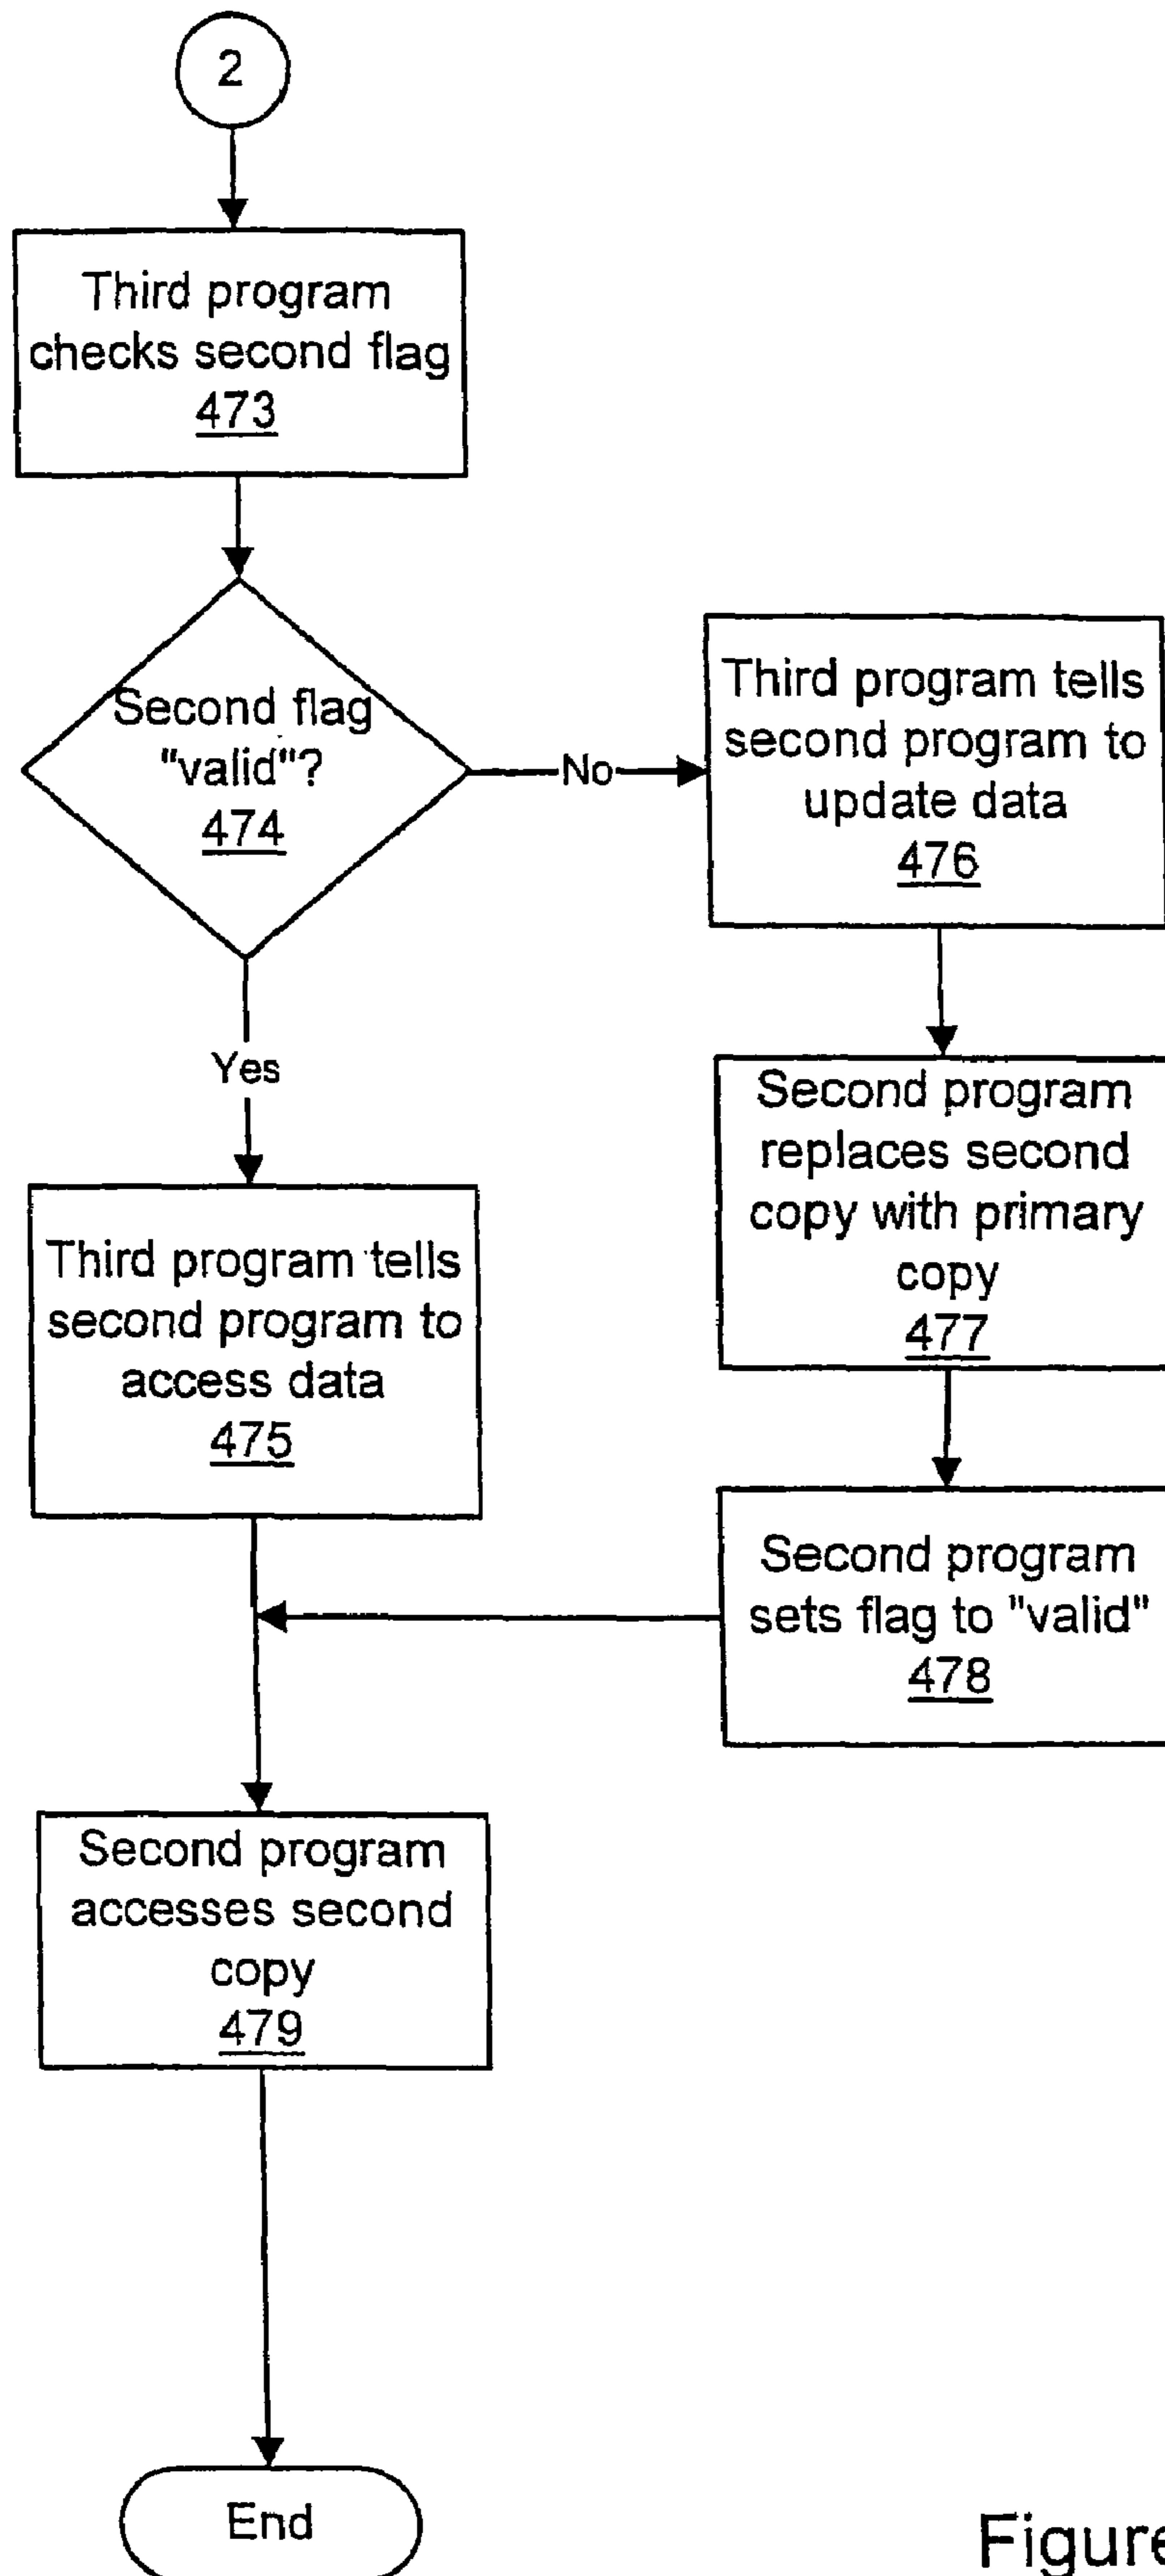 2
Third program
checks second flag
473
Second flag
"valid"?
474
No
Third program tells
second program to
update data
476
Yes
Second program
replaces second
copy with primary
copy
477
Third program tells
second program to
access data
475
Second program
sets flag to "valid"
478
Second program
accesses second
copy
479
End
Figure